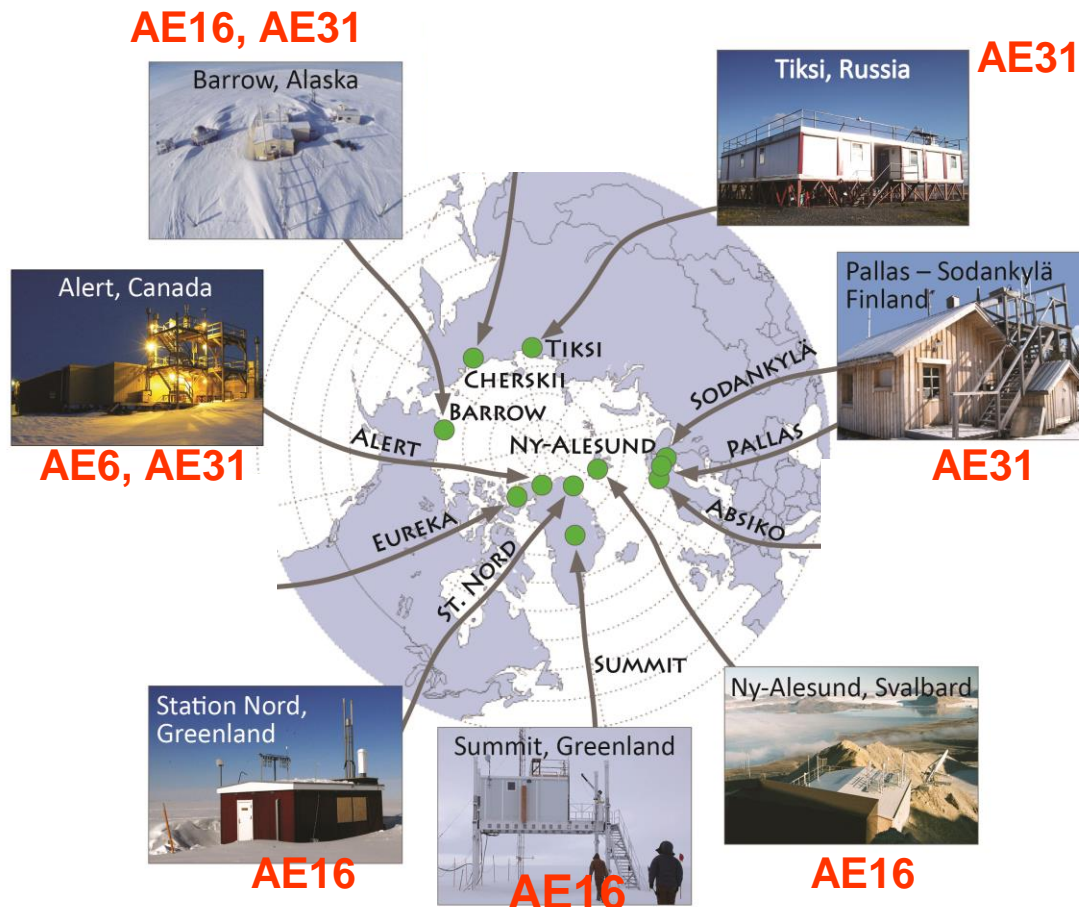 AE16, AE31
Barrow, Alaska
Tiksi, Russia
AE31
Alert, Canada
AE6, AE31
Pallas – Sodankylä
Finland
AE31
TIKSI
CHERSKII
BARROW
SODANKYLÄ
ALERT
NY-ALESUND
PALLAS
EUREKA
ABSIKO
ST. NORD
SUMMIT
Station Nord,
Greenland
AE16
Summit, Greenland
AE16
Ny-Alesund, Svalbard
AE16